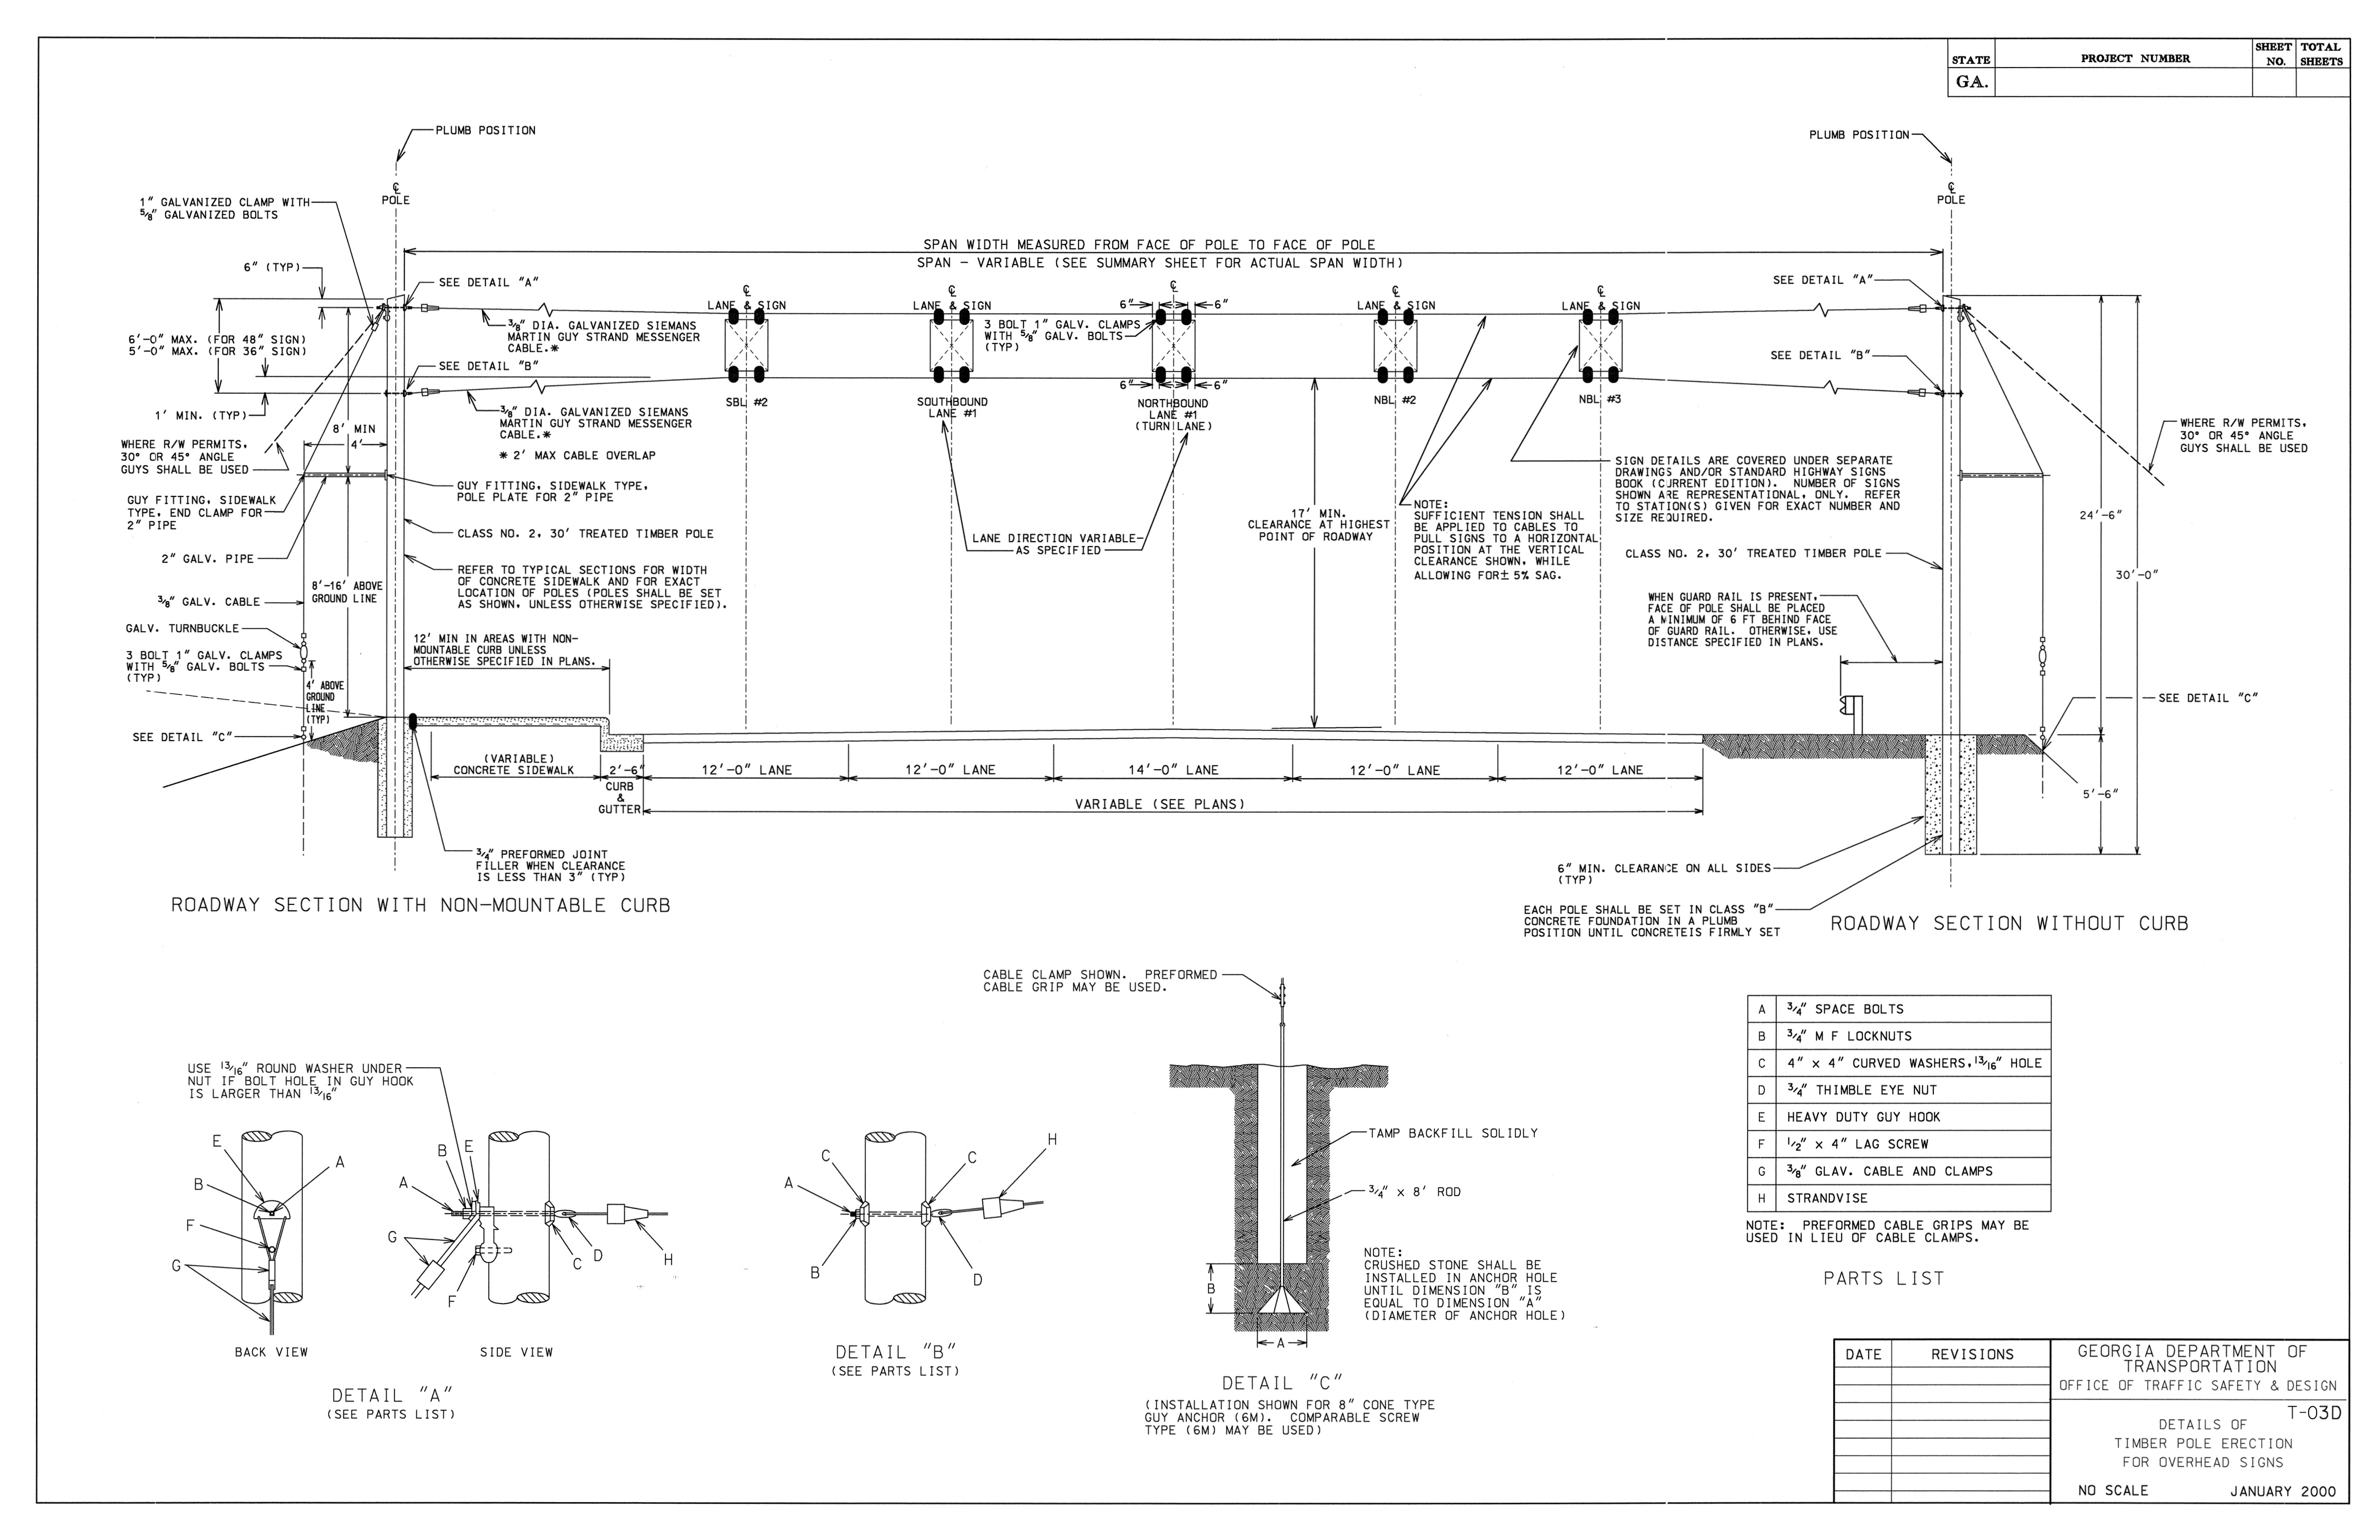 STATE
PROJECT NUMBER
SHEET NO.
TOTAL SHEETS
GA.
PLUMB POSITION
PLUMB POSITION
℄
POLE
℄
POLE
1" GALVANIZED CLAMP WITH
5/8" GALVANIZED BOLTS
SPAN WIDTH MEASURED FROM FACE OF POLE TO FACE OF POLE
SPAN - VARIABLE (SEE SUMMARY SHEET FOR ACTUAL SPAN WIDTH)
6" (TYP)
SEE DETAIL "A"
SEE DETAIL "A"
℄
LANE & SIGN
℄
LANE & SIGN
℄
6"
6"
℄
LANE & SIGN
℄
LANE & SIGN
3/8" DIA. GALVANIZED SIEMANS
MARTIN GUY STRAND MESSENGER
CABLE.*
3 BOLT 1" GALV. CLAMPS
WITH 5/8" GALV. BOLTS
(TYP)
6'-0" MAX. (FOR 48" SIGN)
5'-0" MAX. (FOR 36" SIGN)
SEE DETAIL "B"
SEE DETAIL "B"
6"
6"
1' MIN. (TYP)
3/8" DIA. GALVANIZED SIEMANS
MARTIN GUY STRAND MESSENGER
CABLE.*
* 2' MAX CABLE OVERLAP
SBL #2
SOUTHBOUND
LANE #1
NORTHBOUND
LANE #1
(TURN LANE)
NBL #2
NBL #3
8' MIN
4'
WHERE R/W PERMITS,
30° OR 45° ANGLE
GUYS SHALL BE USED
WHERE R/W PERMITS,
30° OR 45° ANGLE
GUYS SHALL BE USED
GUY FITTING, SIDEWALK
TYPE, END CLAMP FOR
2" PIPE
GUY FITTING, SIDEWALK TYPE,
POLE PLATE FOR 2" PIPE
SIGN DETAILS ARE COVERED UNDER SEPARATE
DRAWINGS AND/OR STANDARD HIGHWAY SIGNS
BOOK (CURRENT EDITION). NUMBER OF SIGNS
SHOWN ARE REPRESENTATIONAL, ONLY. REFER
TO STATION(S) GIVEN FOR EXACT NUMBER AND
SIZE REQUIRED.
NOTE:
SUFFICIENT TENSION SHALL
BE APPLIED TO CABLES TO
PULL SIGNS TO A HORIZONTAL
POSITION AT THE VERTICAL
CLEARANCE SHOWN, WHILE
ALLOWING FOR± 5% SAG.
17' MIN.
CLEARANCE AT HIGHEST
POINT OF ROADWAY
LANE DIRECTION VARIABLE-
AS SPECIFIED
CLASS NO. 2, 30' TREATED TIMBER POLE
CLASS NO. 2, 30' TREATED TIMBER POLE
24'-6"
30'-0"
2" GALV. PIPE
REFER TO TYPICAL SECTIONS FOR WIDTH
OF CONCRETE SIDEWALK AND FOR EXACT
LOCATION OF POLES (POLES SHALL BE SET
AS SHOWN, UNLESS OTHERWISE SPECIFIED).
8'-16' ABOVE
GROUND LINE
3/8" GALV. CABLE
GALV. TURNBUCKLE
3 BOLT 1" GALV. CLAMPS
WITH 5/8" GALV. BOLTS
(TYP)
12' MIN IN AREAS WITH NON-
MOUNTABLE CURB UNLESS
OTHERWISE SPECIFIED IN PLANS.
WHEN GUARD RAIL IS PRESENT,
FACE OF POLE SHALL BE PLACED
A MINIMUM OF 6 FT BEHIND FACE
OF GUARD RAIL. OTHERWISE, USE
DISTANCE SPECIFIED IN PLANS.
4' ABOVE
GROUND
LINE
(TYP)
SEE DETAIL "C"
SEE DETAIL "C"
(VARIABLE)
CONCRETE SIDEWALK
2'-6"
CURB
&
GUTTER
12'-0" LANE
12'-0" LANE
14'-0" LANE
12'-0" LANE
12'-0" LANE
5'-6"
VARIABLE (SEE PLANS)
3/4" PREFORMED JOINT
FILLER WHEN CLEARANCE
IS LESS THAN 3" (TYP)
6" MIN. CLEARANCE ON ALL SIDES
(TYP)
EACH POLE SHALL BE SET IN CLASS "B"
CONCRETE FOUNDATION IN A PLUMB
POSITION UNTIL CONCRETEIS FIRMLY SET
ROADWAY SECTION WITH NON-MOUNTABLE CURB
ROADWAY SECTION WITHOUT CURB
USE 13/16" ROUND WASHER UNDER
NUT IF BOLT HOLE IN GUY HOOK
IS LARGER THAN 13/16"
E
A
B
F
G
BACK VIEW
A
B
E
G
F
C
D
H
SIDE VIEW
DETAIL "A"
(SEE PARTS LIST)
C
A
B
C
H
D
DETAIL "B"
(SEE PARTS LIST)
CABLE CLAMP SHOWN. PREFORMED
CABLE GRIP MAY BE USED.
TAMP BACKFILL SOLIDLY
3/4" x 8' ROD
NOTE:
CRUSHED STONE SHALL BE
INSTALLED IN ANCHOR HOLE
UNTIL DIMENSION "B" IS
EQUAL TO DIMENSION "A"
(DIAMETER OF ANCHOR HOLE)
B
A
DETAIL "C"
(INSTALLATION SHOWN FOR 8" CONE TYPE
GUY ANCHOR (6M). COMPARABLE SCREW
TYPE (6M) MAY BE USED)
A 3/4" SPACE BOLTS
B 3/4" M F LOCKNUTS
C 4" x 4" CURVED WASHERS,13/16" HOLE
D 3/4" THIMBLE EYE NUT
E HEAVY DUTY GUY HOOK
F 1/2" x 4" LAG SCREW
G 3/8" GLAV. CABLE AND CLAMPS
H STRANDVISE
NOTE: PREFORMED CABLE GRIPS MAY BE
USED IN LIEU OF CABLE CLAMPS.
PARTS LIST
DATE
REVISIONS
GEORGIA DEPARTMENT OF
TRANSPORTATION
OFFICE OF TRAFFIC SAFETY & DESIGN
T-03D
DETAILS OF
TIMBER POLE ERECTION
FOR OVERHEAD SIGNS
NO SCALE
JANUARY 2000